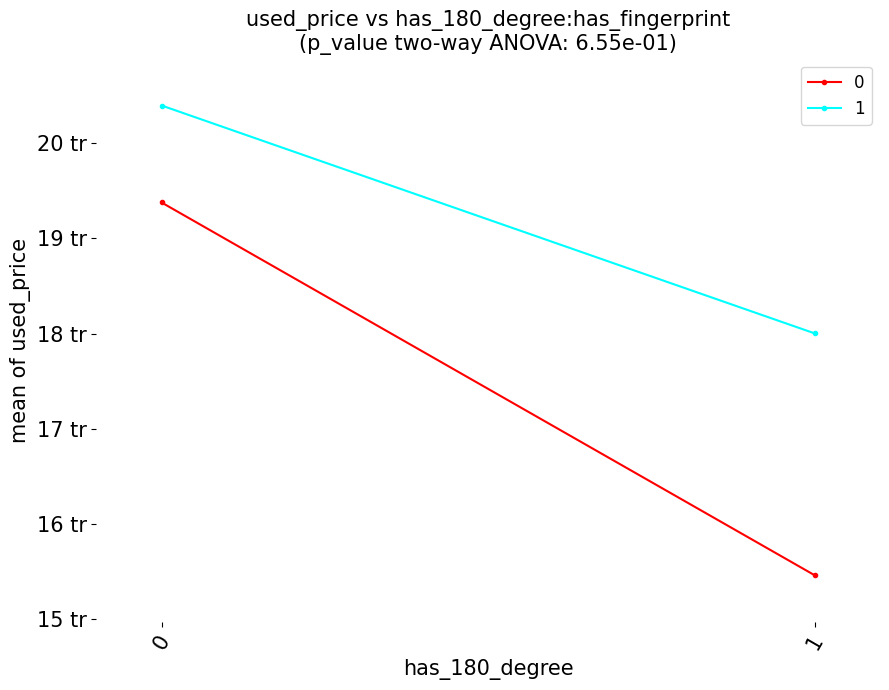 used_price vs has_180_degree:has_fingerprint
(p_value two-way ANOVA: 6.55e-01)
0
1
20 tr
19 tr
18 tr
17 tr
16 tr
15 tr
mean of used_price
0
1
has_180_degree